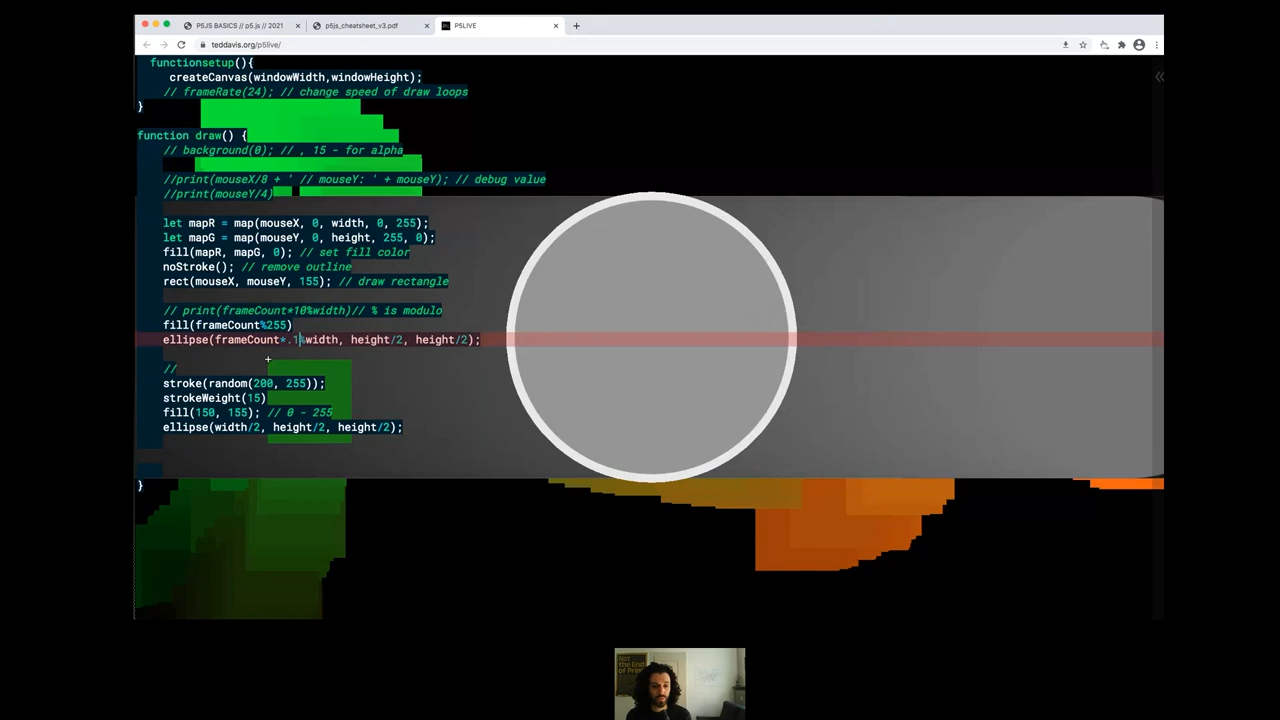 P5JS BASICS // p5.js // 2021
p5js_cheatsheet_v3.pdf
P5LIVE
teddavis.org/p5live/
functionsetup(){
createCanvas(windowWidth,windowHeight);
// frameRate(24); // change speed of draw loops
}
function draw() {
// background(0); // , 15 - for alpha
//print(mouseX/8 + ' // mouseY: ' + mouseY); // debug value
//print(mouseY/4)
let mapR = map(mouseX, 0, width, 0, 255);
let mapG = map(mouseY, 0, height, 255, 0);
fill(mapR, mapG, 0); // set fill color
noStroke(); // remove outline
rect(mouseX, mouseY, 155); // draw rectangle
// print(frameCount*10%width)// % is modulo
fill(frameCount%255)
ellipse(frameCount*.1%width, height/2, height/2);
//
stroke(random(200, 255));
strokeWeight(15)
fill(150, 155); // 0 - 255
ellipse(width/2, height/2, height/2);
}
Not
the End
of Print